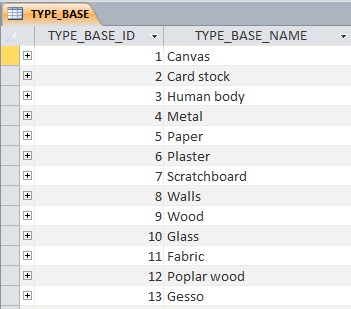 TYPE_BASE
TYPE_BASE_ID TYPE_BASE_NAME
1 Canvas
2 Card stock
3 Human body
4 Metal
5 Paper
6 Plaster
7 Scratchboard
8 Walls
9 Wood
10 Glass
11 Fabric
12 Poplar wood
13 Gesso